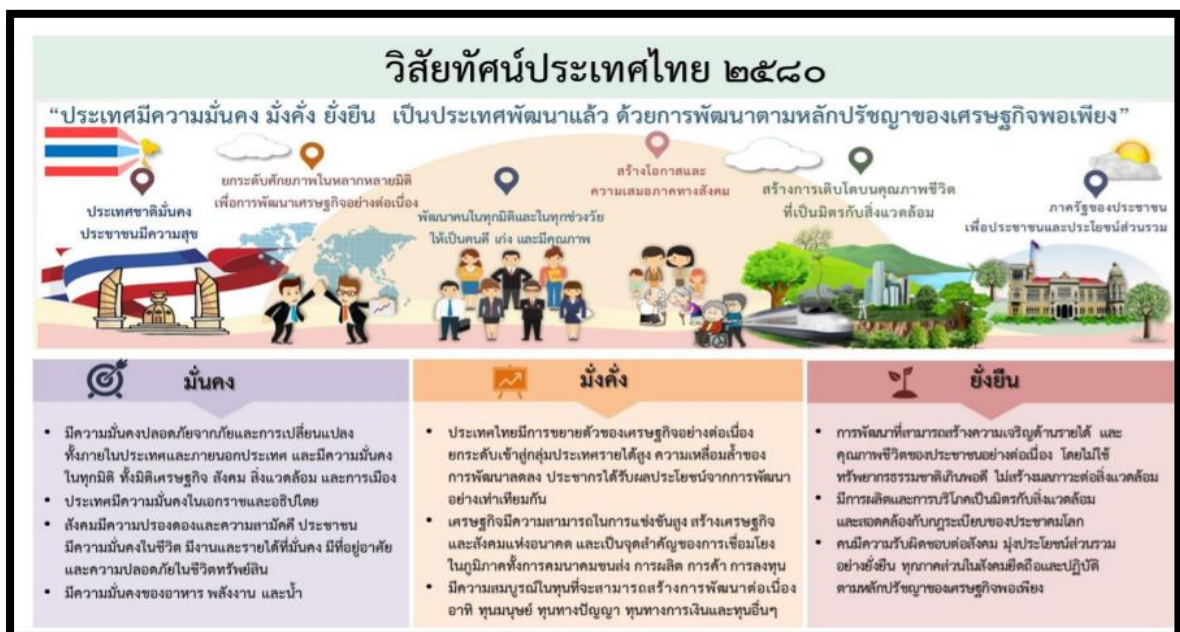 วิสัยทัศน์ประเทศไทย ๒๕๘๐
“ประเทศมีความมั่นคง มั่งคั่ง ยั่งยืน เป็นประเทศพัฒนาแล้ว ด้วยการพัฒนาตามหลักปรัชญาของเศรษฐกิจพอเพียง”
ประเทศชาติมั่นคง
ประชาชนมีความสุข
ยกระดับศักยภาพในหลากหลายมิติ
เพื่อการพัฒนาเศรษฐกิจอย่างต่อเนื่อง
พัฒนาคนในทุกมิติและในทุกช่วงวัย
ให้เป็นคนดี เก่ง และมีคุณภาพ
สร้างโอกาสและ
ความเสมอภาคทางสังคม
สร้างการเติบโตบนคุณภาพชีวิต
ที่เป็นมิตรกับสิ่งแวดล้อม
ภาครัฐของประชาชน
เพื่อประชาชนและประโยชน์ส่วนรวม
มั่นคง
• มีความมั่นคงปลอดภัยจากภัยและการเปลี่ยนแปลง
ทั้งภายในประเทศและภายนอกประเทศ และมีความมั่นคง
ในทุกมิติ ทั้งมิติเศรษฐกิจ สังคม สิ่งแวดล้อม และการเมือง
• ประเทศมีความมั่นคงในเอกราชและอธิปไตย
• สังคมมีความปรองดองและความสามัคคี ประชาชน
มีความมั่นคงในชีวิต มีงานและรายได้ที่มั่นคง มีที่อยู่อาศัย
และความปลอดภัยในชีวิตทรัพย์สิน
• มีความมั่นคงของอาหาร พลังงาน และน้ำ
มั่งคั่ง
• ประเทศไทยมีการขยายตัวของเศรษฐกิจอย่างต่อเนื่อง
ยกระดับเข้าสู่กลุ่มประเทศรายได้สูง ความเหลื่อมล้ำของ
การพัฒนาลดลง ประชากรได้รับผลประโยชน์จากการพัฒนา
อย่างเท่าเทียมกัน
• เศรษฐกิจมีความสามารถในการแข่งขันสูง สร้างเศรษฐกิจ
และสังคมแห่งอนาคต และเป็นจุดสำคัญของการเชื่อมโยง
ในภูมิภาคทั้งการคมนาคมขนส่ง การผลิต การค้า การลงทุน
• มีความสมบูรณ์ในทุนที่จะสามารถสร้างการพัฒนาต่อเนื่อง
อาทิ ทุนมนุษย์ ทุนทางปัญญา ทุนทางการเงินและทุนอื่นๆ
ยั่งยืน
• การพัฒนาที่สามารถสร้างความเจริญด้านรายได้ และ
คุณภาพชีวิตของประชาชนอย่างต่อเนื่อง โดยไม่ใช้
ทรัพยากรธรรมชาติเกินพอดี ไม่สร้างมลภาวะต่อสิ่งแวดล้อม
• มีการผลิตและการบริโภคเป็นมิตรกับสิ่งแวดล้อม
และสอดคล้องกับกฎระเบียบของประชาคมโลก
• คนมีความรับผิดชอบต่อสังคม มุ่งประโยชน์ส่วนรวม
อย่างยั่งยืน ทุกภาคส่วนในสังคมยึดถือและปฏิบัติ
ตามหลักปรัชญาของเศรษฐกิจพอเพียง